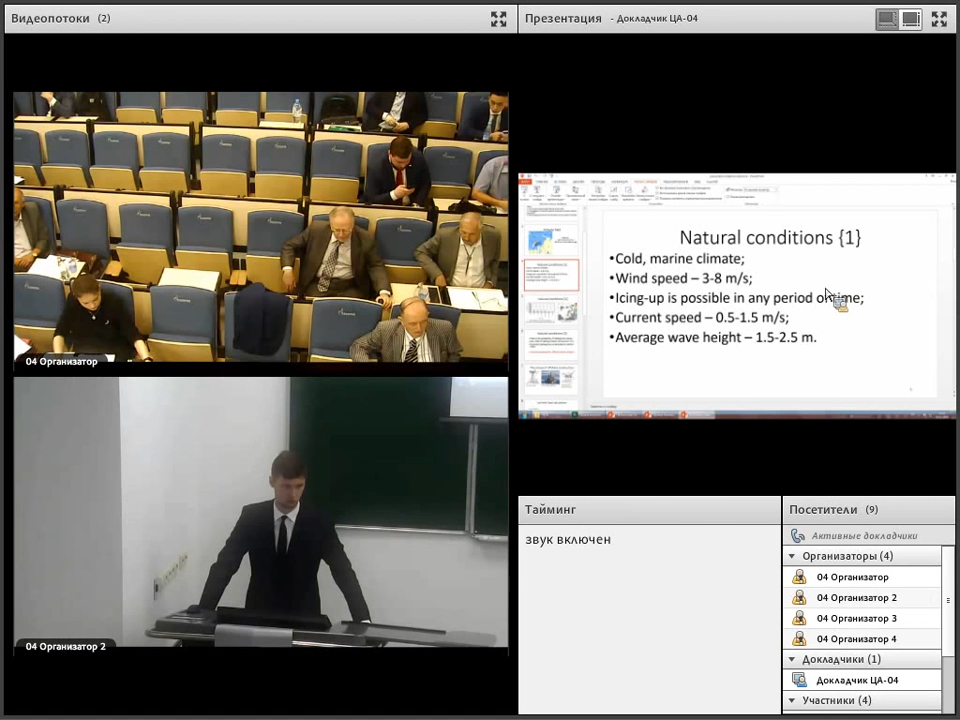 Видеопотоки (2)
Презентация - Докладчик ЦА-04
04 Организатор
04 Организатор 2
Natural conditions {1}
•Cold, marine climate;
•Wind speed – 3-8 m/s;
•Icing-up is possible in any period of time;
•Current speed – 0.5-1.5 m/s;
•Average wave height – 1.5-2.5 m.
Тайминг
звук включен
Посетители (9)
Активные докладчики
Организаторы (4)
04 Организатор
04 Организатор 2
04 Организатор 3
04 Организатор 4
Докладчики (1)
Докладчик ЦА-04
Участники (4)